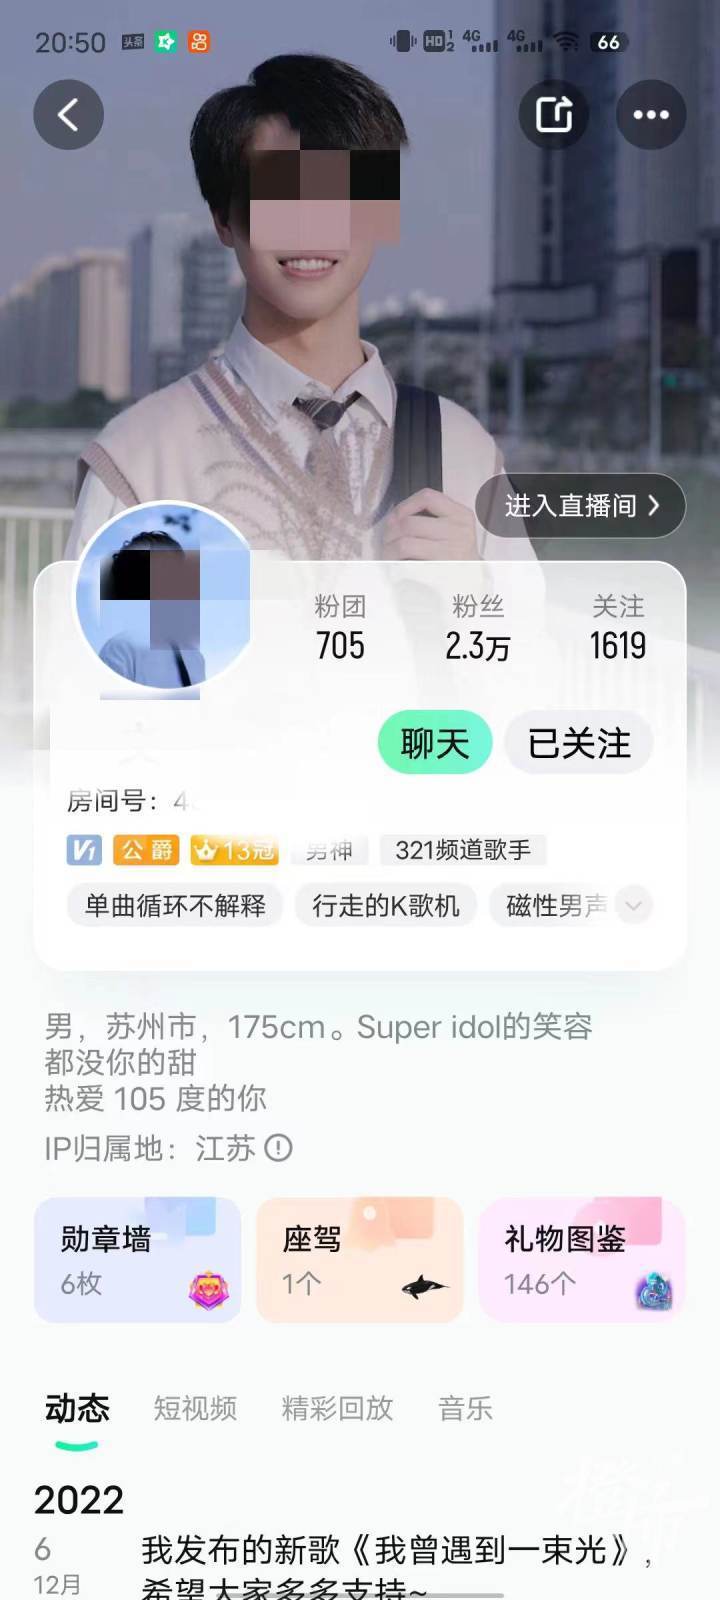 20:50 头条 HD 1 2 4G 4G 66
进入直播间
粉团 粉丝 关注
705 2.3万 1619
聊天 已关注
房间号：4
V1 公爵 13冠 男神 321频道歌手
单曲循环不解释 行走的K歌机 磁性男声
男，苏州市，175cm。Super idol的笑容
都没你的甜
热爱 105 度的你
IP归属地：江苏
勋章墙 座驾 礼物图鉴
6枚 1个 146个
动态 短视频 精彩回放 音乐
2022
6 我发布的新歌《我曾遇到一束光》，
12月 希望大家多多支持~